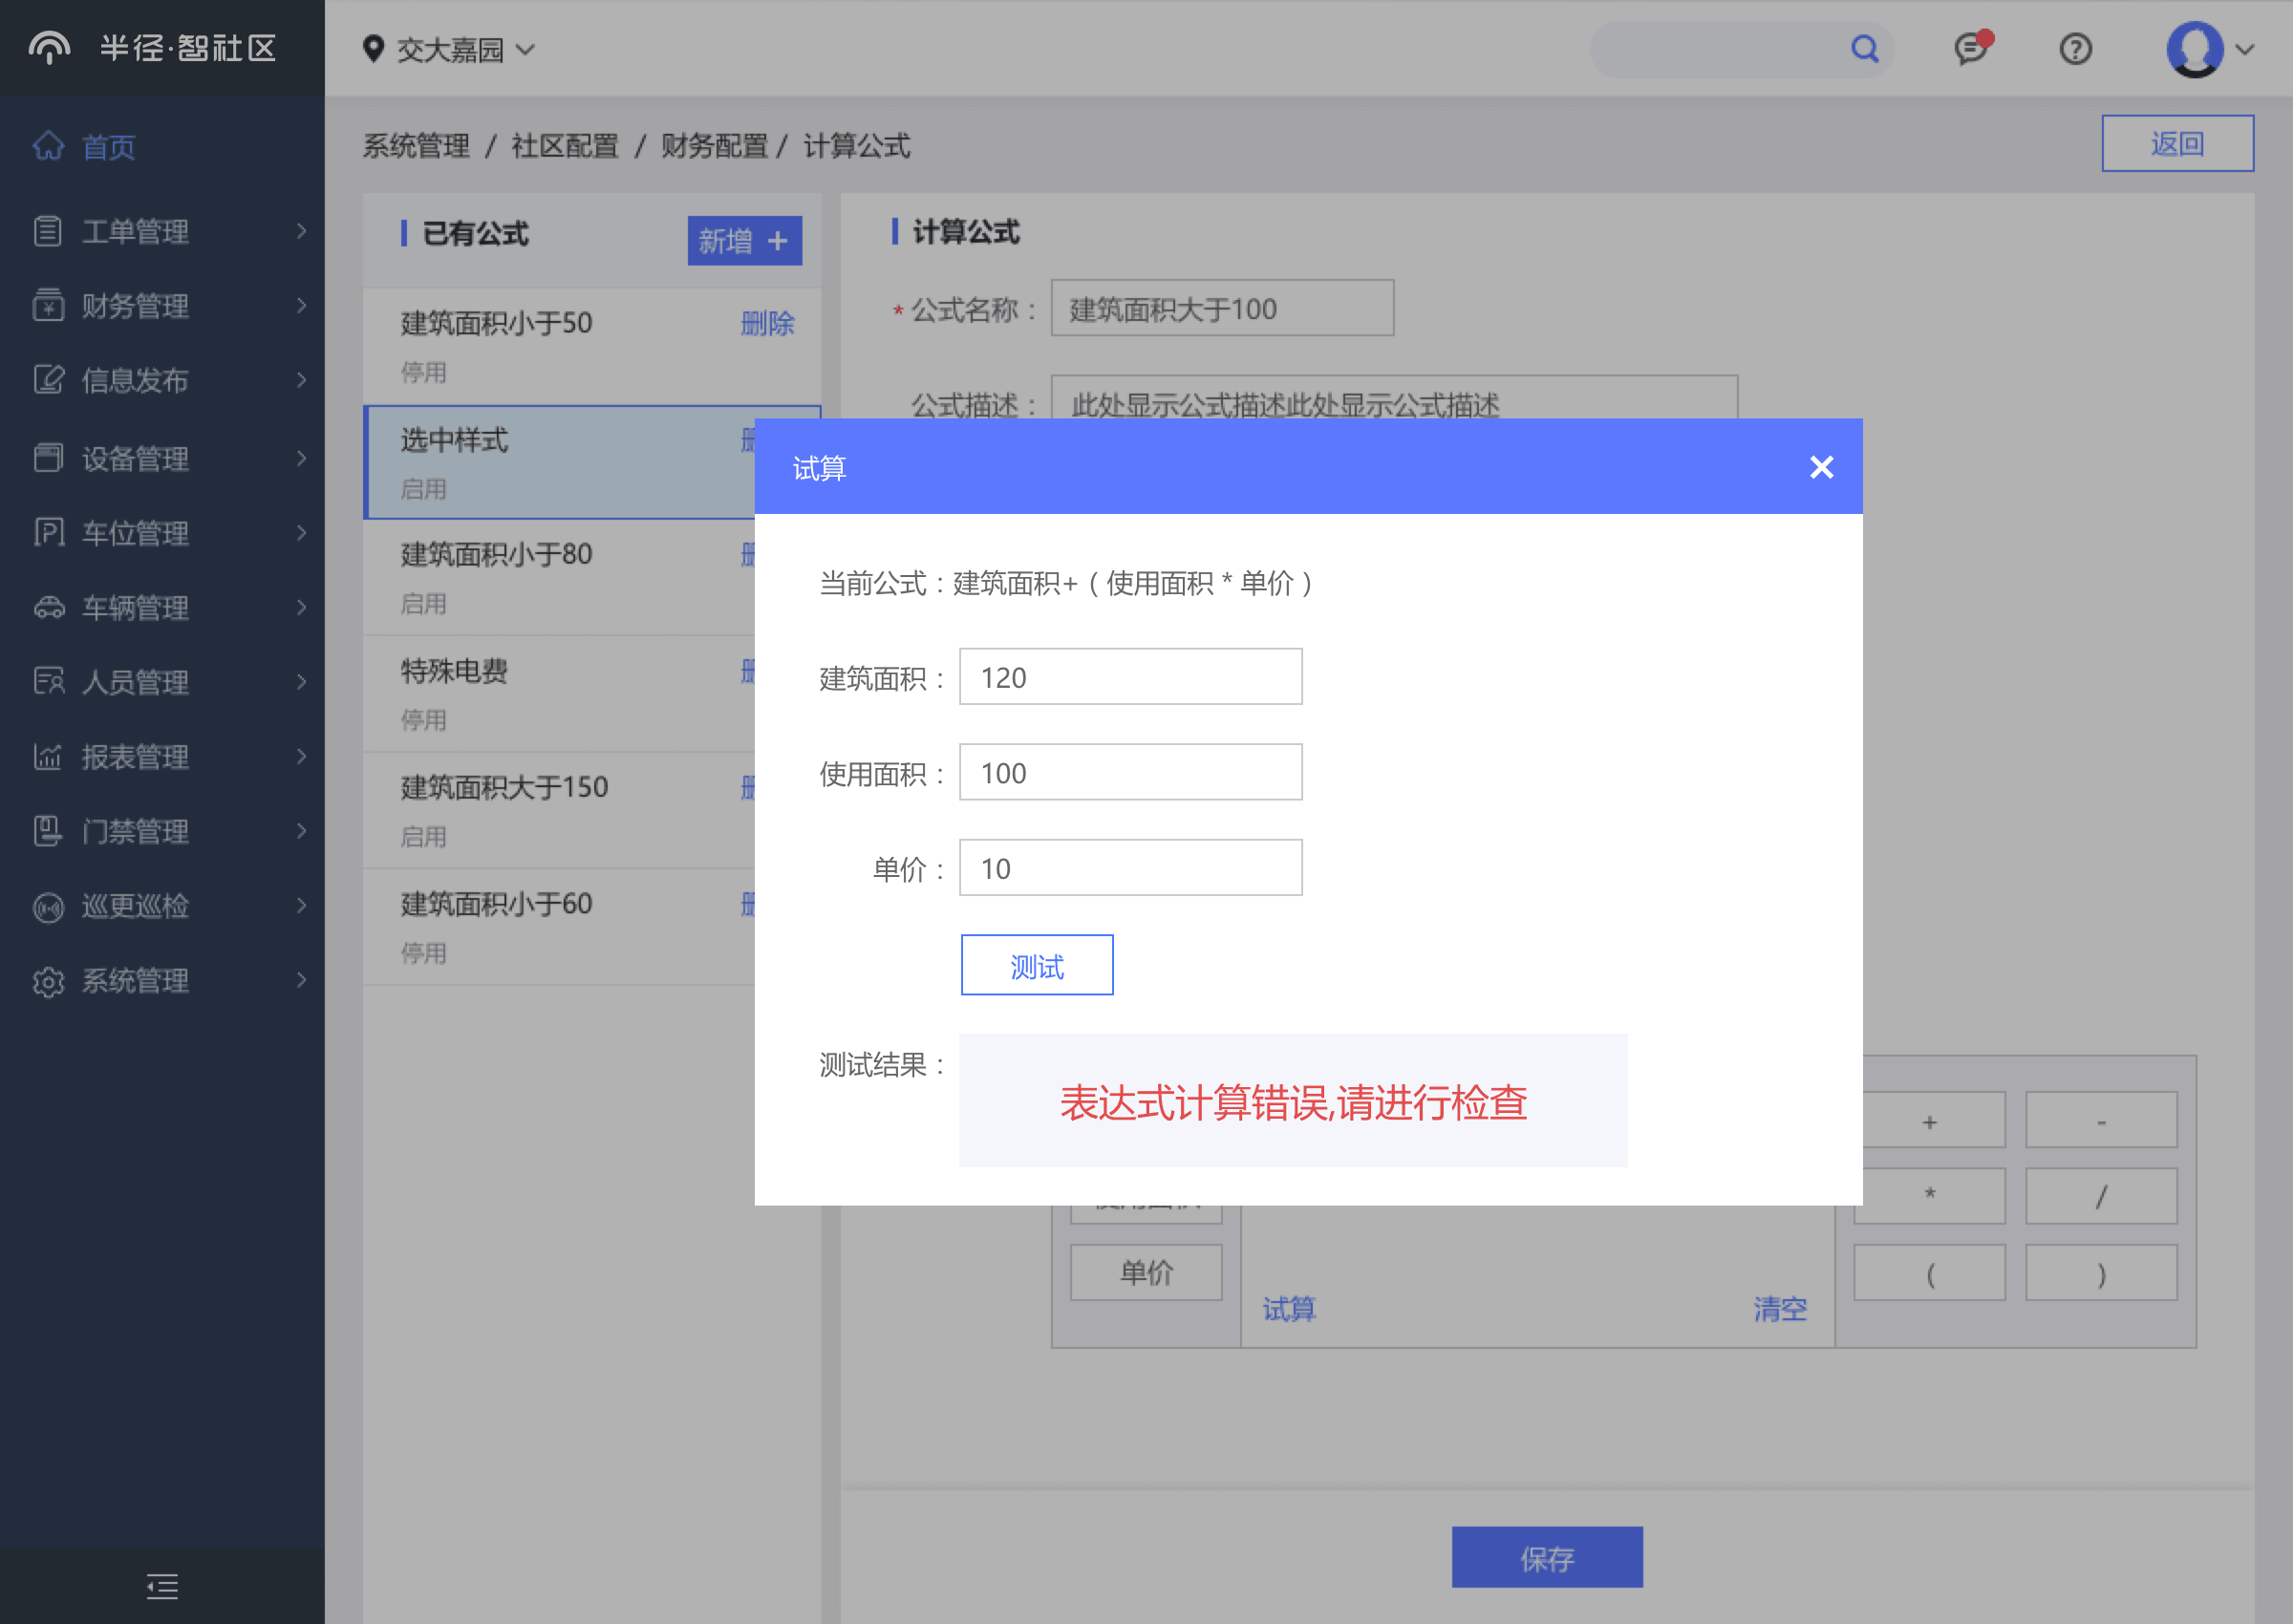 半径·智社区
交大嘉园
首页
工单管理
财务管理
信息发布
设备管理
车位管理
车辆管理
人员管理
报表管理
门禁管理
巡更巡检
系统管理
系统管理 / 社区配置 / 财务配置 / 计算公式
返回
已有公式
新增 +
建筑面积小于50
删除
停用
选中样式
启用
建筑面积小于80
启用
特殊电费
停用
建筑面积大于150
启用
建筑面积小于60
停用
计算公式
* 公式名称：
建筑面积大于100
公式描述：
此处显示公式描述此处显示公式描述
试算
当前公式：建筑面积+（使用面积 * 单价）
建筑面积：
120
使用面积：
100
单价：
10
测试
测试结果：
表达式计算错误,请进行检查
+
-
*
/
单价
(
)
试算
清空
保存